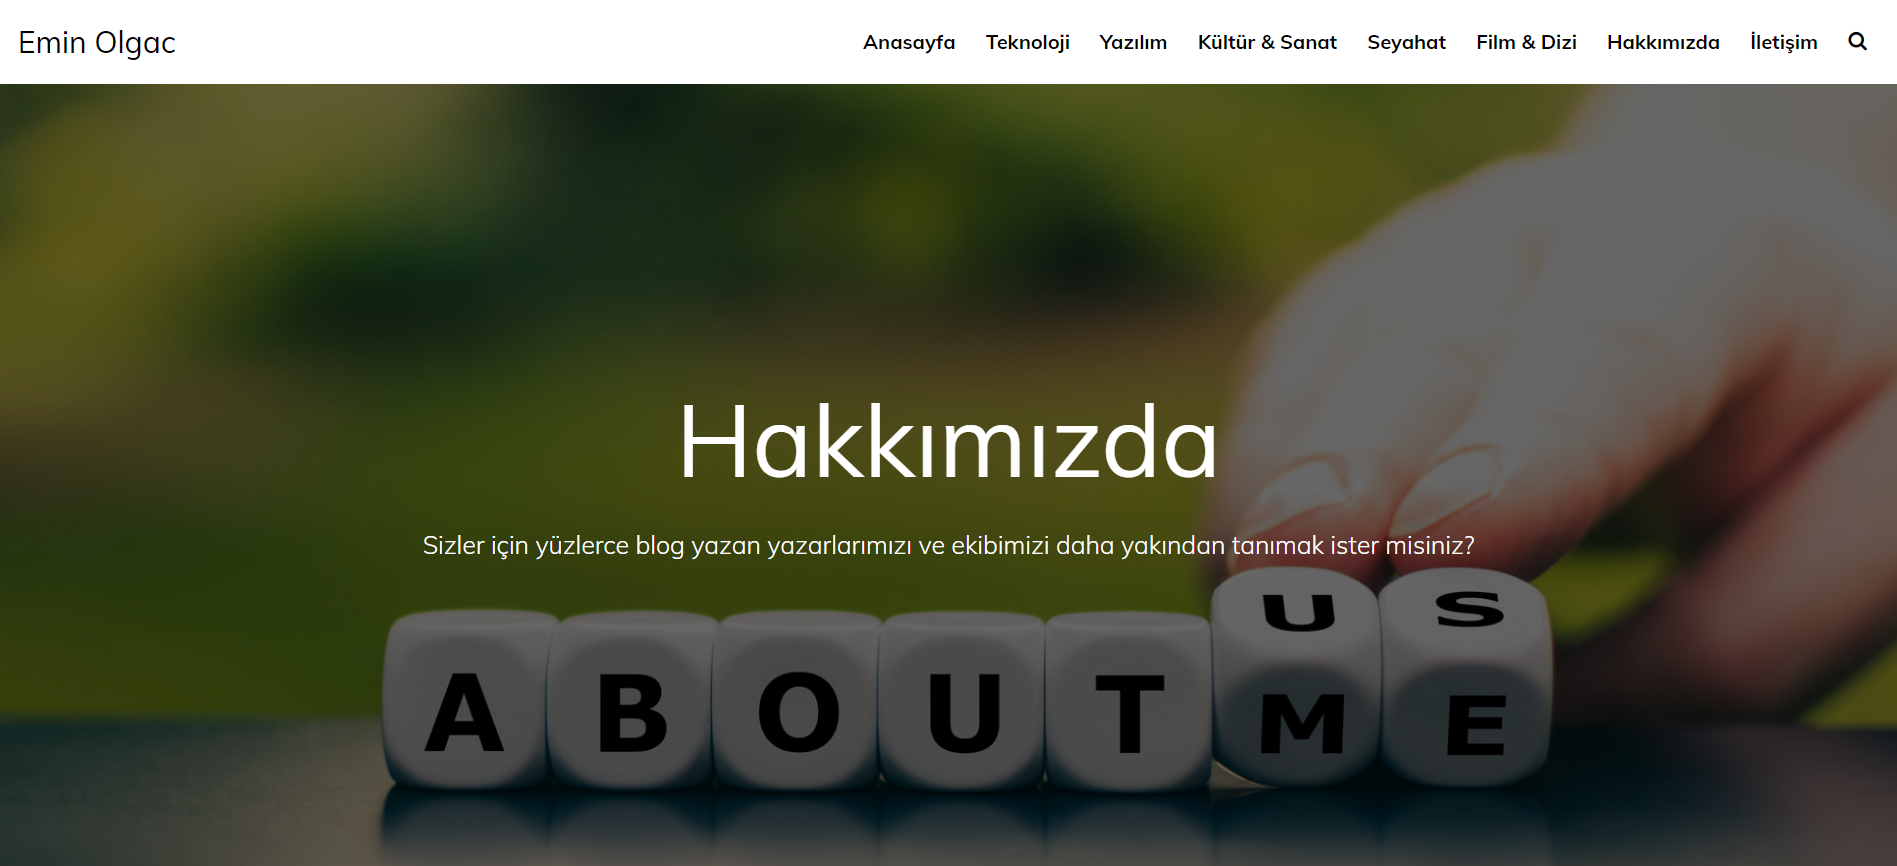 Emin Olgac
Anasayfa Teknoloji Yazılım Kültür & Sanat Seyahat Film & Dizi Hakkımızda İletişim
Hakkımızda
Sizler için yüzlerce blog yazan yazarlarımızı ve ekibimizi daha yakından tanımak ister misiniz?
U S
A B O U T M E